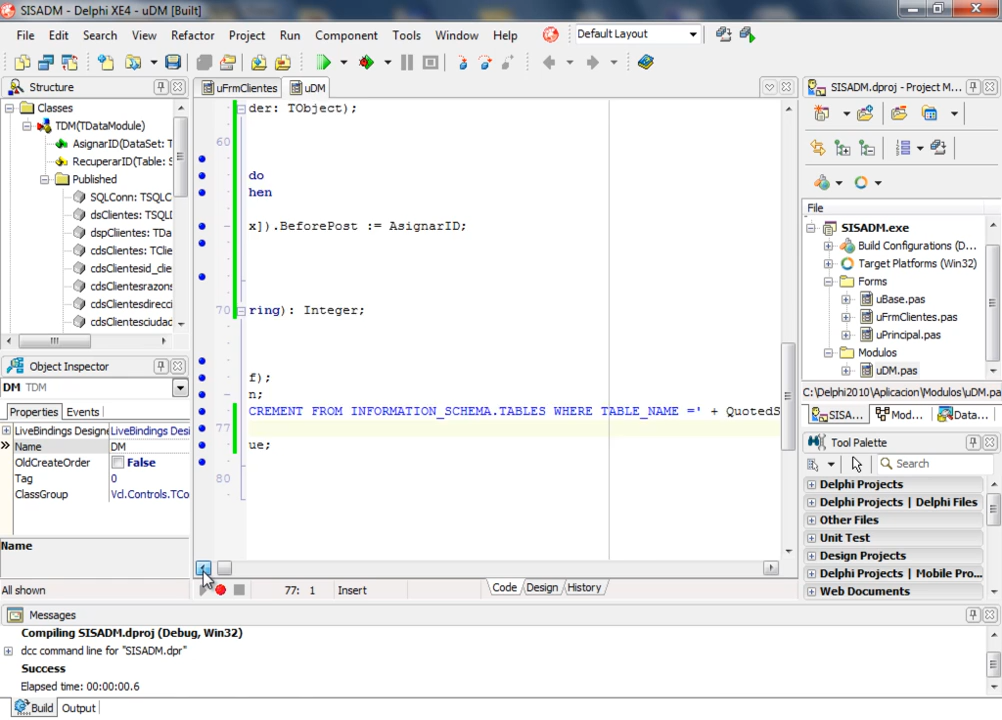 SISADM - Delphi XE4 - uDM [Built]
File Edit Search View Refactor Project Run Component Tools Window Help Default Layout
Structure
Classes
TDM(TDataModule)
AsignarID(DataSet: T
RecuperarID(Table: S
Published
SQLConn: TSQLC
dsClientes: TSQL
dspClientes: TDa
cdsClientes: TClie
cdsClientesid_clie
cdsClientesrazons
cdsClientesdirecci
cdsClientesciudac
Object Inspector
DM TDM
Properties Events
LiveBindings Designe LiveBindings Desi
Name DM
OldCreateOrder False
Tag 0
ClassGroup Vcl.Controls.TCo
Name
All shown
uFrmClientes uDM
der: TObject);
60
do
hen
x]).BeforePost := AsignarID;
70 ring): Integer;
f);
n;
CREMENT FROM INFORMATION_SCHEMA.TABLES WHERE TABLE_NAME =' + QuotedS
77
ue;
80
77: 1 Insert Code Design History
SISADM.dproj - Project M...
File
SISADM.exe
Build Configurations (D...
Target Platforms (Win32)
Forms
uBase.pas
uFrmClientes.pas
uPrincipal.pas
Modulos
uDM.pas
C:\Delphi2010\Aplicacion\Modulos\uDM.pa
SISA... Mod... Data...
Tool Palette
Search
Delphi Projects
Delphi Projects | Delphi Files
Other Files
Unit Test
Design Projects
Delphi Projects | Mobile Pro...
Web Documents
Messages
Compiling SISADM.dproj (Debug, Win32)
dcc command line for "SISADM.dpr"
Success
Elapsed time: 00:00:00.6
Build Output